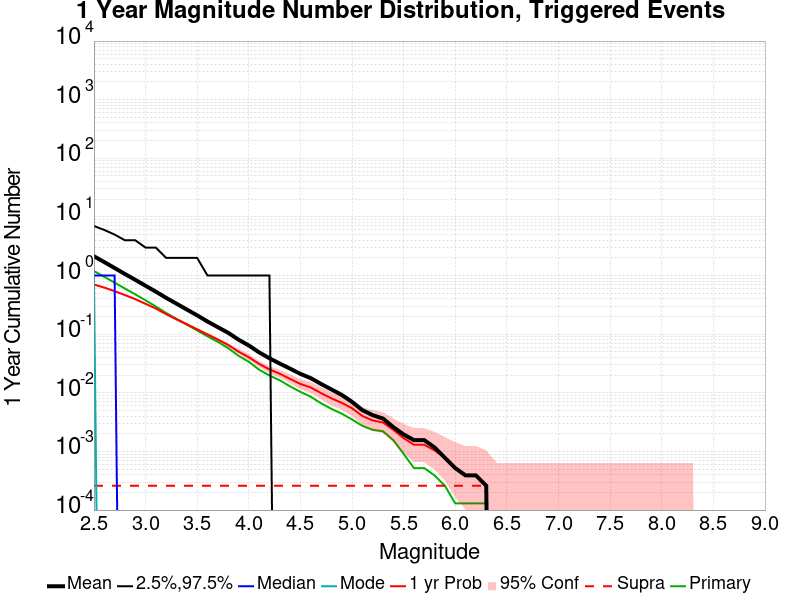 1 Year Magnitude Number Distribution, Triggered Events
1 Year Cumulative Number
10 4
10 3
10 2
10 1
10 0
10 -1
10 -2
10 -3
10 -4
2.5 3.0 3.5 4.0 4.5 5.0 5.5 6.0 6.5 7.0 7.5 8.0 8.5 9.0
Magnitude
Mean 2.5%,97.5% Median Mode 1 yr Prob 95% Conf Supra Primary